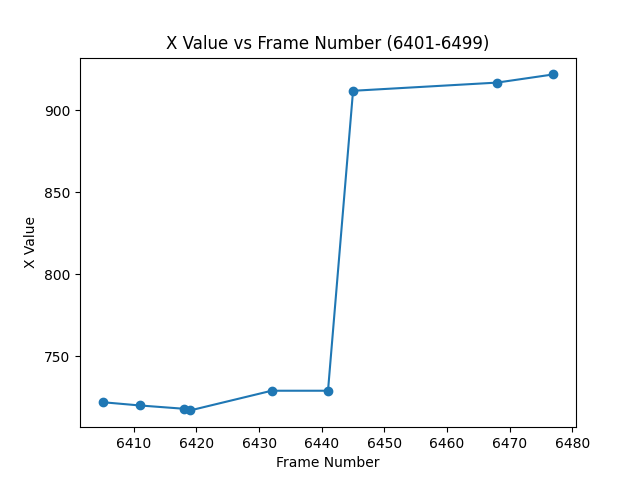 X Value vs Frame Number (6401-6499)
X Value
900
850
800
750
6410 6420 6430 6440 6450 6460 6470 6480
Frame Number